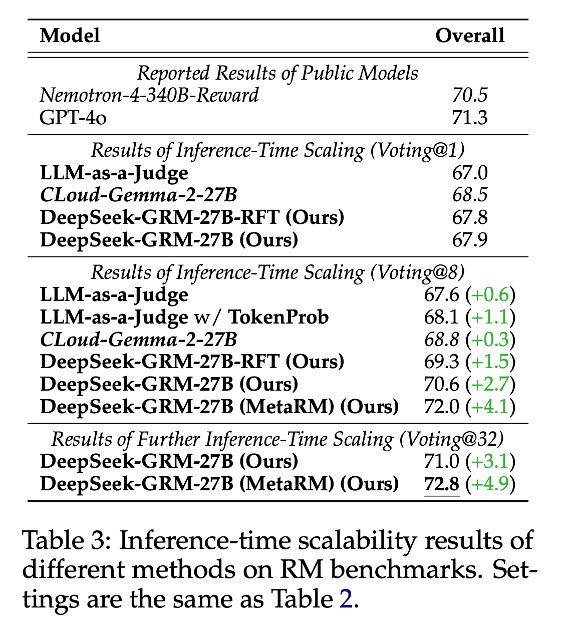 Model Overall
Reported Results of Public Models
Nemotron-4-340B-Reward 70.5
GPT-4o 71.3
Results of Inference-Time Scaling (Voting@1)
LLM-as-a-Judge 67.0
CLoud-Gemma-2-27B 68.5
DeepSeek-GRM-27B-RFT (Ours) 67.8
DeepSeek-GRM-27B (Ours) 67.9
Results of Inference-Time Scaling (Voting@8)
LLM-as-a-Judge 67.6 (+0.6)
LLM-as-a-Judge w/ TokenProb 68.1 (+1.1)
CLoud-Gemma-2-27B 68.8 (+0.3)
DeepSeek-GRM-27B-RFT (Ours) 69.3 (+1.5)
DeepSeek-GRM-27B (Ours) 70.6 (+2.7)
DeepSeek-GRM-27B (MetaRM) (Ours) 72.0 (+4.1)
Results of Further Inference-Time Scaling (Voting@32)
DeepSeek-GRM-27B (Ours) 71.0 (+3.1)
DeepSeek-GRM-27B (MetaRM) (Ours) 72.8 (+4.9)
Table 3: Inference-time scalability results of
different methods on RM benchmarks. Set-
tings are the same as Table 2.